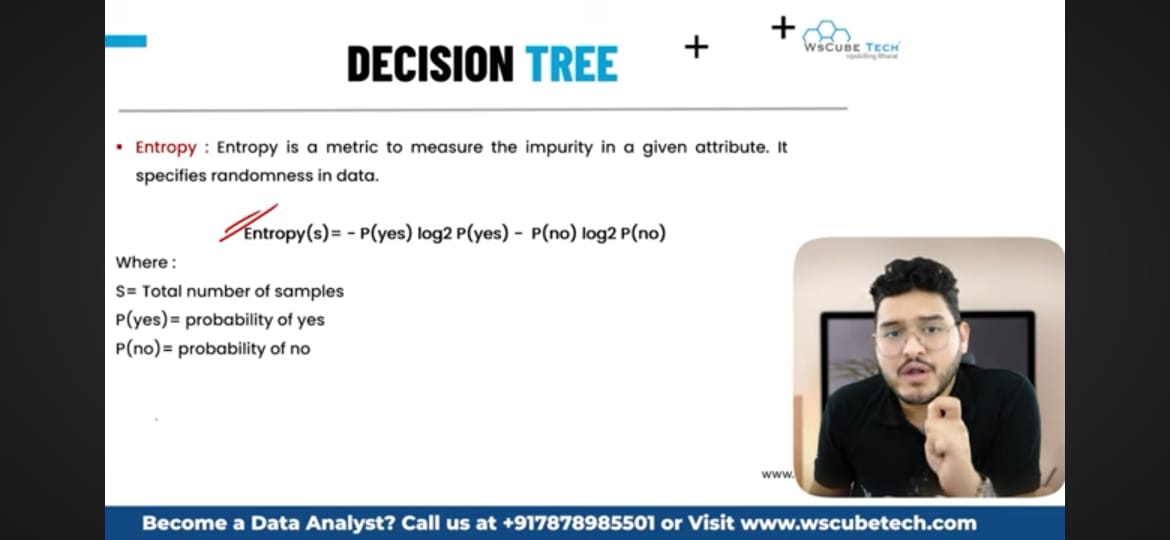 DECISION TREE
WSCUBE TECH
Upskilling Bharat
▪ Entropy : Entropy is a metric to measure the impurity in a given attribute. It
specifies randomness in data.
Entropy(s)= - P(yes) log2 P(yes) - P(no) log2 P(no)
Where :
S= Total number of samples
P(yes)= probability of yes
P(no)= probability of no
www.
Become a Data Analyst? Call us at +917878985501 or Visit www.wscubetech.com